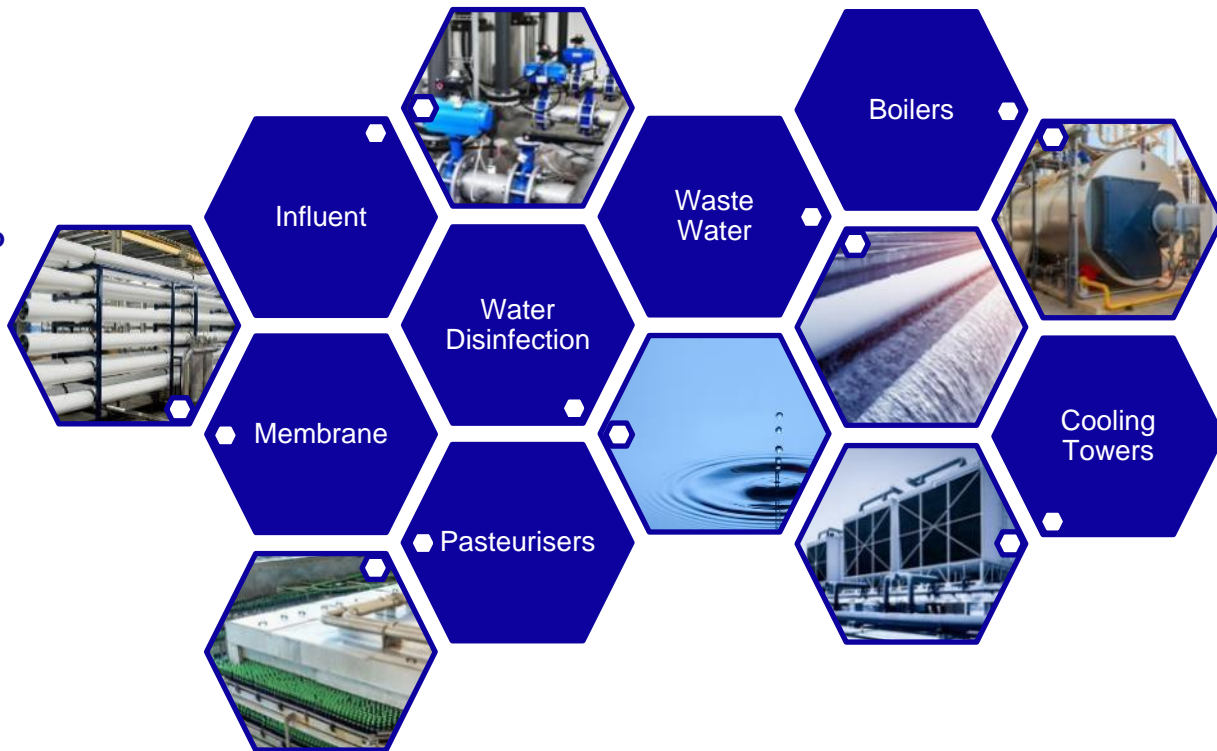 Boilers
Influent
Waste
Water
Water
Disinfection
Membrane
Cooling
Towers
Pasteurisers